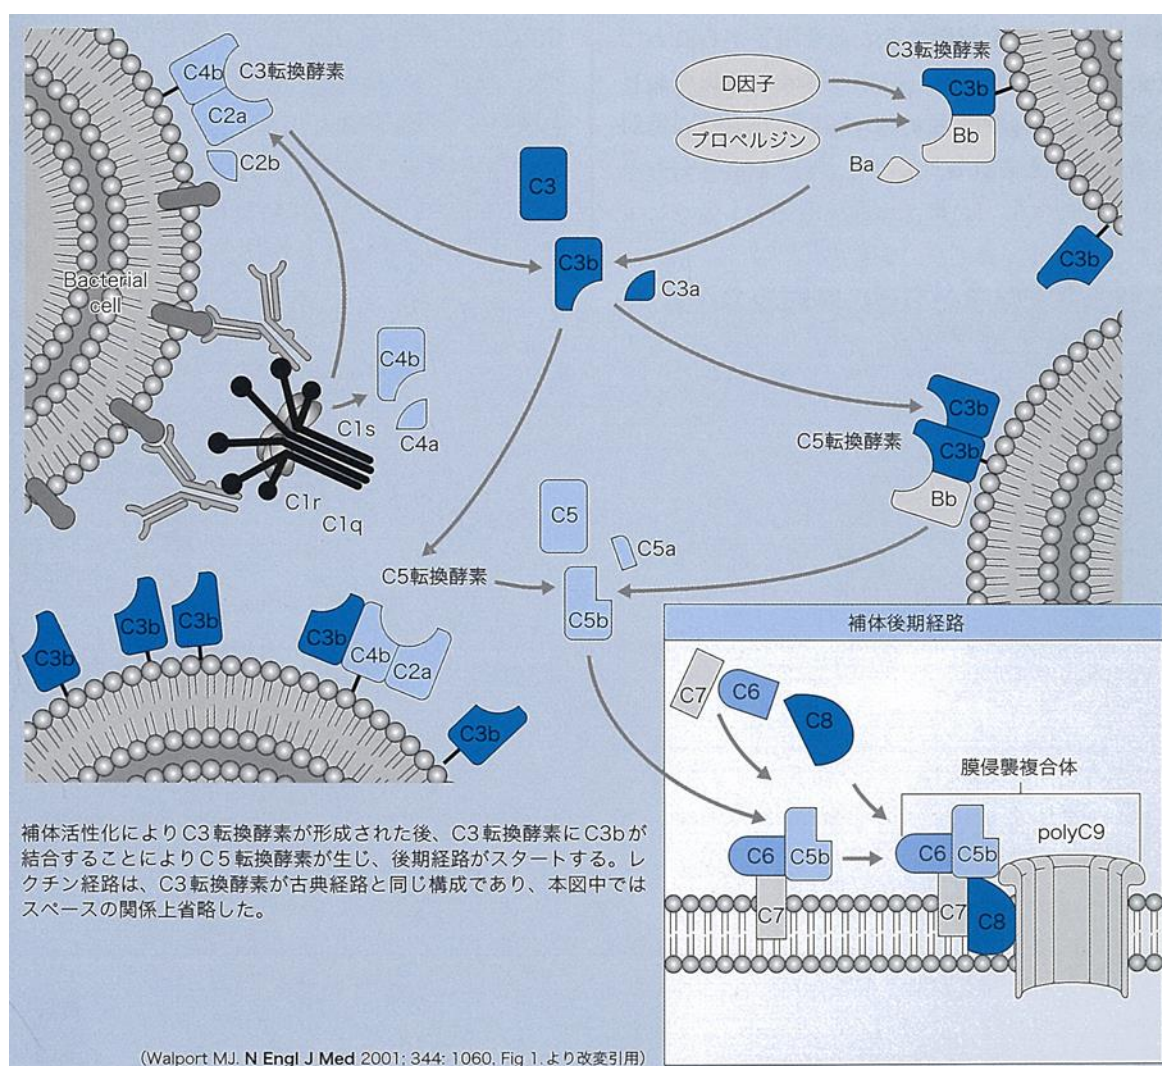 C4b
C3転換酵素
C2a
C2b
Bacterial
cell
C1s
C4b
C4a
C1r
C1q
C3
C3b
C3a
D因子
プロペルジン
C3転換酵素
C3b
Bb
Ba
C3b
C3b
C5転換酵素
C3b
Bb
C5
C5a
C5転換酵素
C5b
C3b
C3b
C3b
C3b
C4b
C2a
C3b
補体後期経路
C7
C6
C8
膜侵襲複合体
polyC9
C6
C5b
C7
C6
C5b
C7
C8
補体活性化によりC3転換酵素が形成された後、C3転換酵素にC3bが
結合することによりC5転換酵素が生じ、後期経路がスタートする。レ
クチン経路は、C3転換酵素が古典経路と同じ構成であり、本図中では
スペースの関係上省略した。
(Walport MJ. N Engl J Med 2001; 344: 1060, Fig 1.より改変引用)